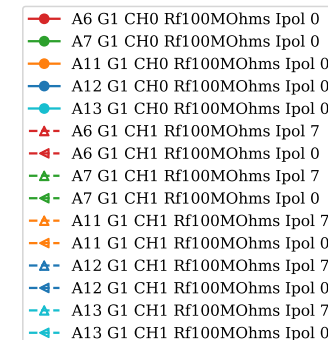 A6 G1 CH0 Rf100MOhms Ipol 0
A7 G1 CH0 Rf100MOhms Ipol 0
A11 G1 CH0 Rf100MOhms Ipol 0
A12 G1 CH0 Rf100MOhms Ipol 0
A13 G1 CH0 Rf100MOhms Ipol 0
A6 G1 CH1 Rf100MOhms Ipol 7
A6 G1 CH1 Rf100MOhms Ipol 0
A7 G1 CH1 Rf100MOhms Ipol 7
A7 G1 CH1 Rf100MOhms Ipol 0
A11 G1 CH1 Rf100MOhms Ipol 7
A11 G1 CH1 Rf100MOhms Ipol 0
A12 G1 CH1 Rf100MOhms Ipol 7
A12 G1 CH1 Rf100MOhms Ipol 0
A13 G1 CH1 Rf100MOhms Ipol 7
A13 G1 CH1 Rf100MOhms Ipol 0